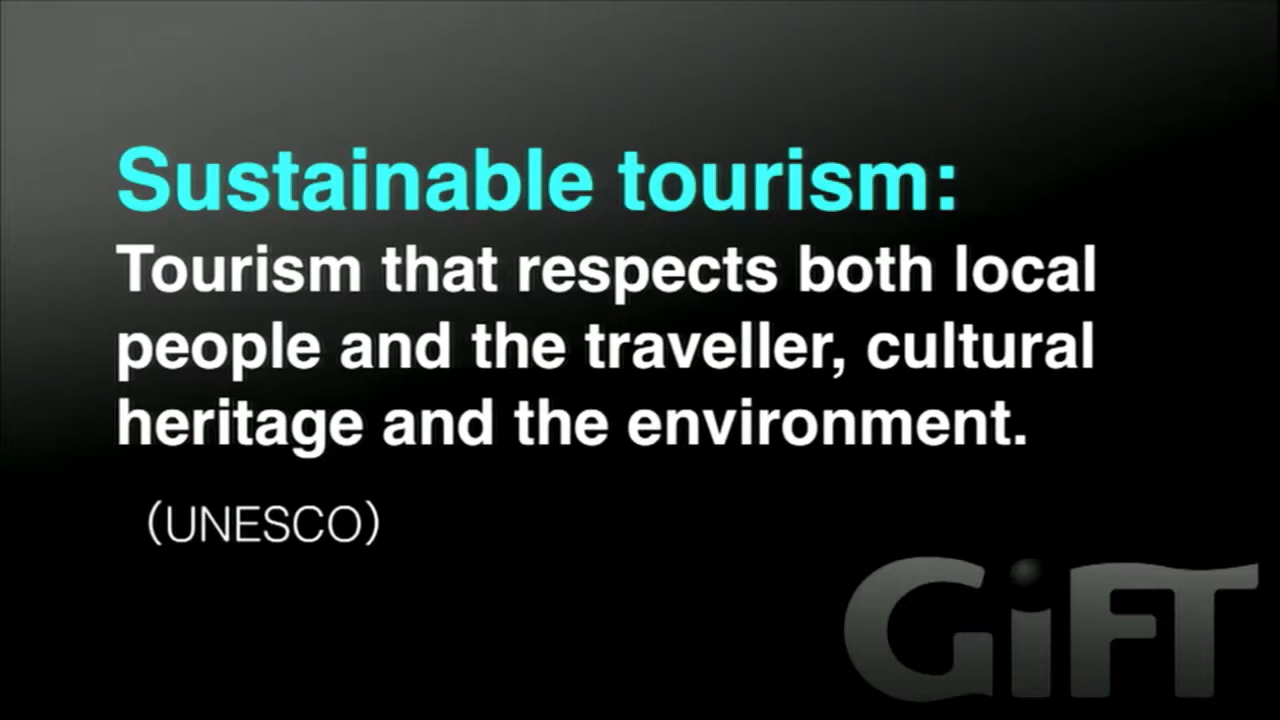 Sustainable tourism:
Tourism that respects both local
people and the traveller, cultural
heritage and the environment.
（UNESCO）
GiFT